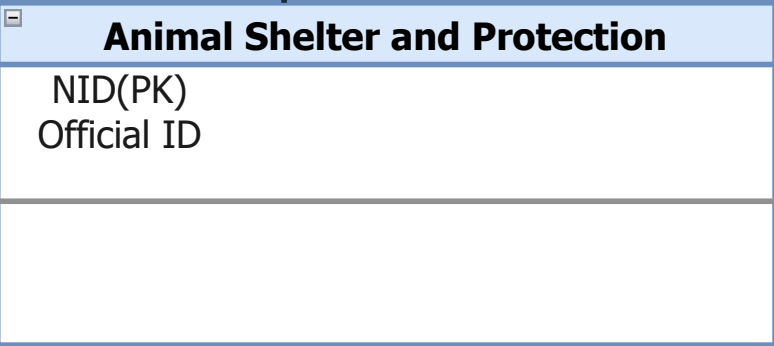 Animal Shelter and Protection
NID(PK)
Official ID